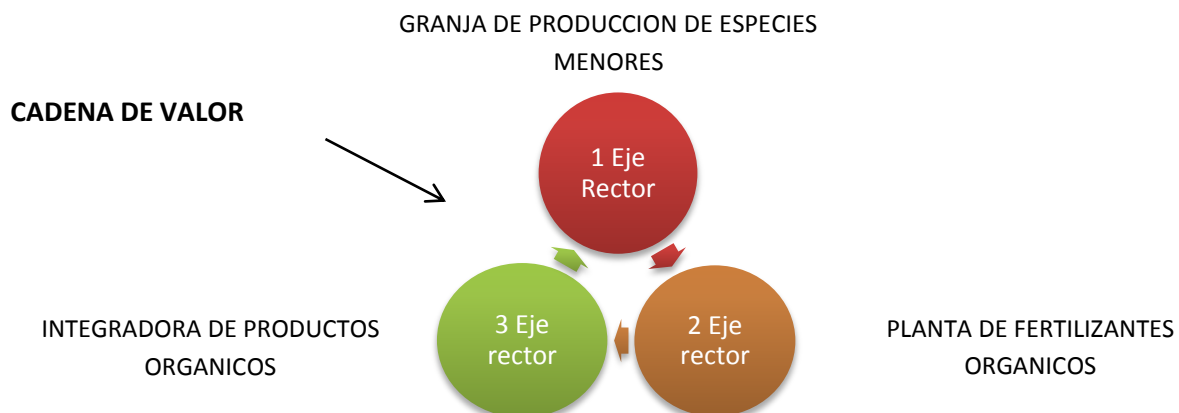 GRANJA DE PRODUCCION DE ESPECIES
MENORES
CADENA DE VALOR
1 Eje
Rector
3 Eje
rector
2 Eje
rector
INTEGRADORA DE PRODUCTOS
ORGANICOS
PLANTA DE FERTILIZANTES
ORGANICOS